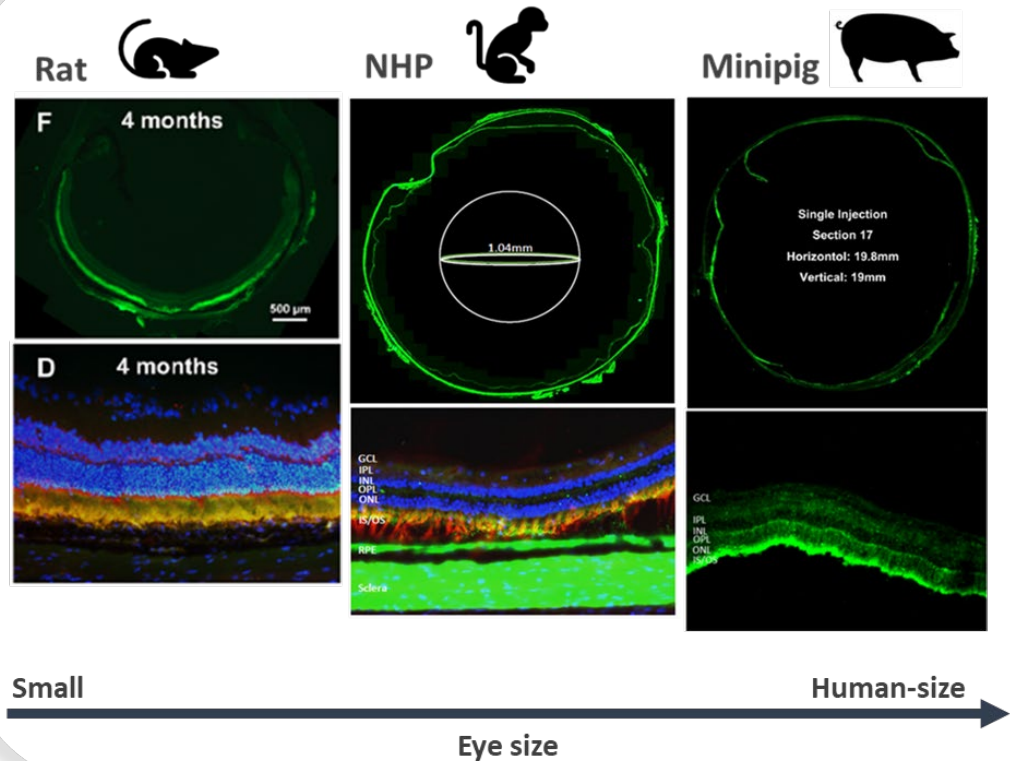 Rat
NHP
Minipig
F
4 months
500 µm
1.04mm
Single Injection
Section 17
Horizontol: 19.8mm
Vertical: 19mm
D
4 months
GCL
IPL
INL
OPL
ONL
IS/OS
RPE
Sclera
GCL
IPL
INL
OPL
ONL
IS/OS
Small
Human-size
Eye size